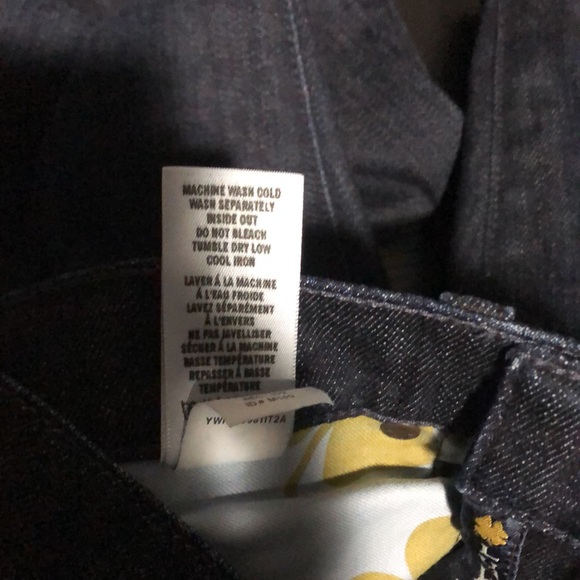 MACHINE WASH COLD
WASH SEPARATELY
INSIDE OUT
DO NOT BLEACH
TUMBLE DRY LOW
COOL IRON
LAVER À LA MACHINE
À L'EAU FROIDE
LAVEZ SÉPARÉMENT
À L'ENVERS
NE PAS JAVELLISER
SÉCHER À LA MACHINE
BASSE TEMPÉRATURE
REPASSER À BASSE
TEMPÉRATURE